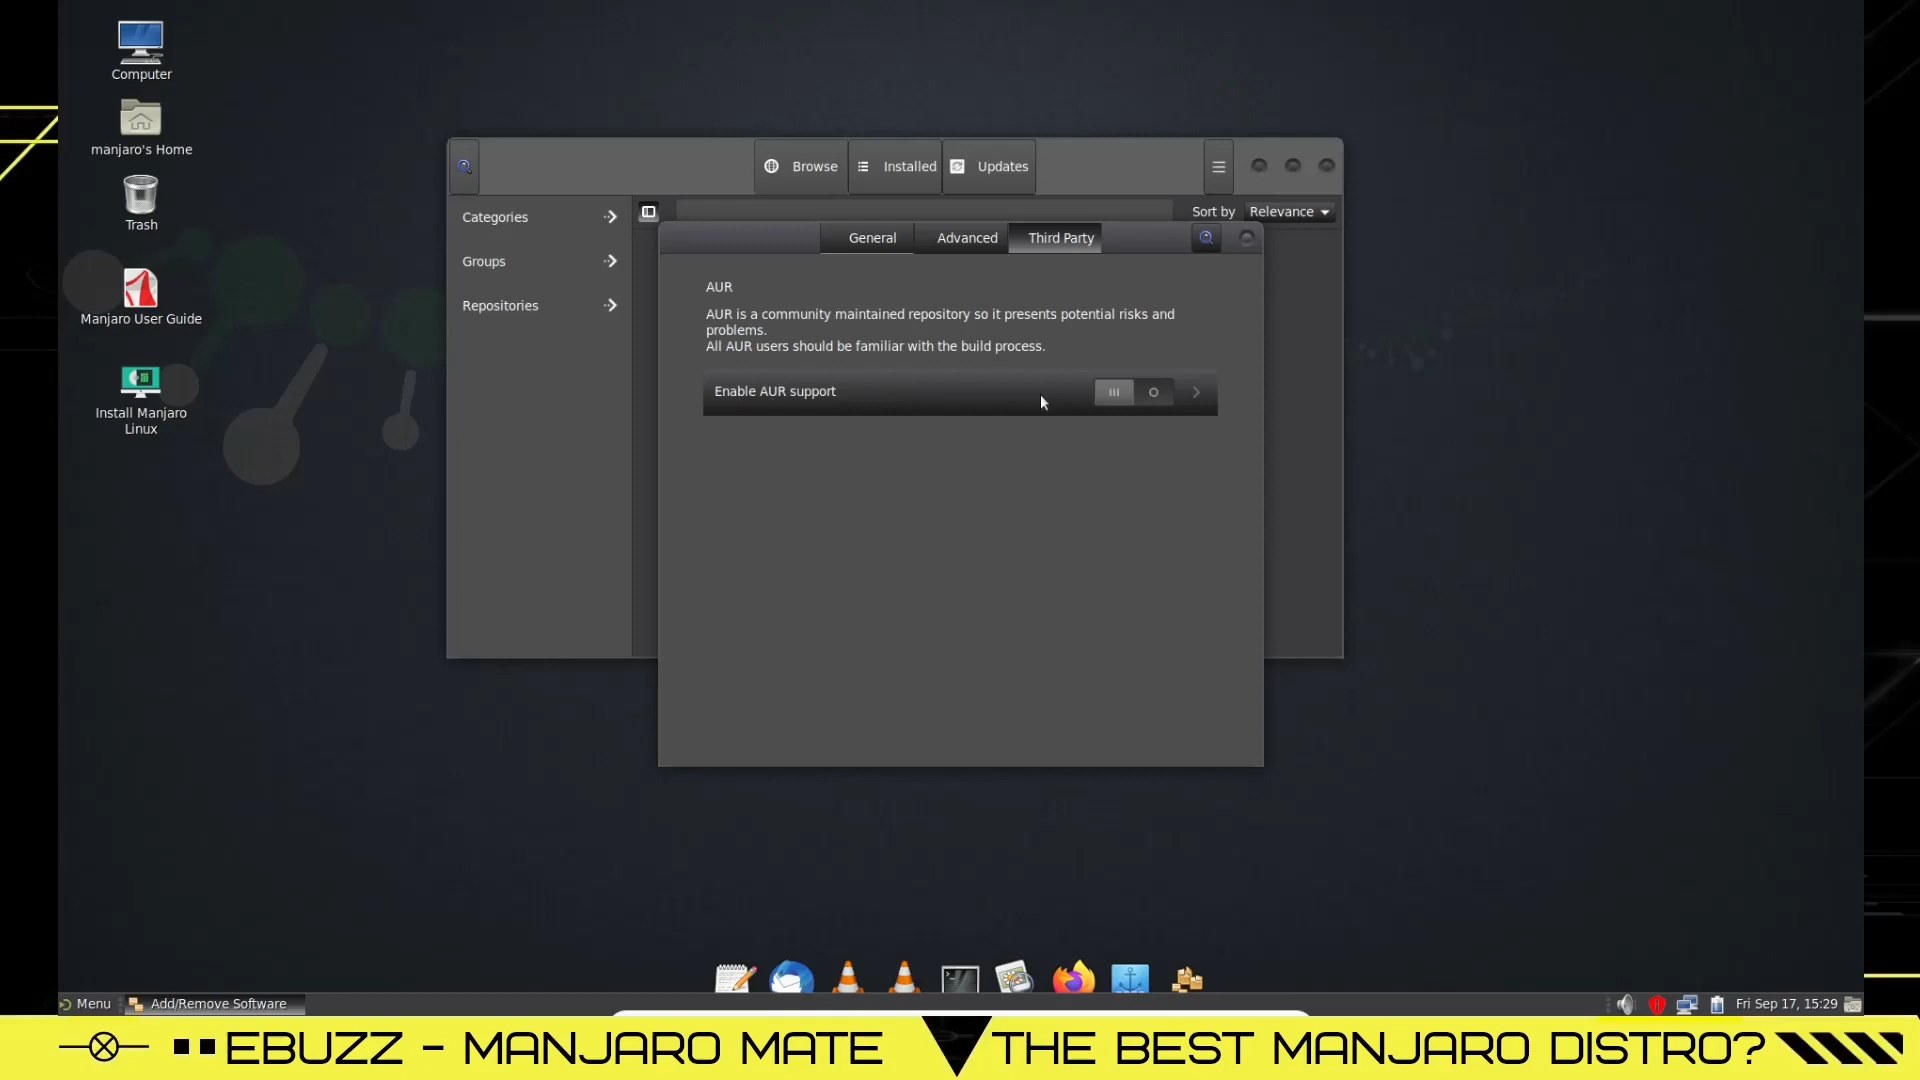 Computer
manjaro's Home
Trash
Manjaro User Guide
Install Manjaro
Linux
Browse
Installed
Updates
Categories
Groups
Repositories
Sort by Relevance
General
Advanced
Third Party
AUR
AUR is a community maintained repository so it presents potential risks and
problems.
All AUR users should be familiar with the build process.
Enable AUR support
Menu
Add/Remove Software
Fri Sep 17, 15:29
EBUZZ - MANJARO MATE
THE BEST MANJARO DISTRO?